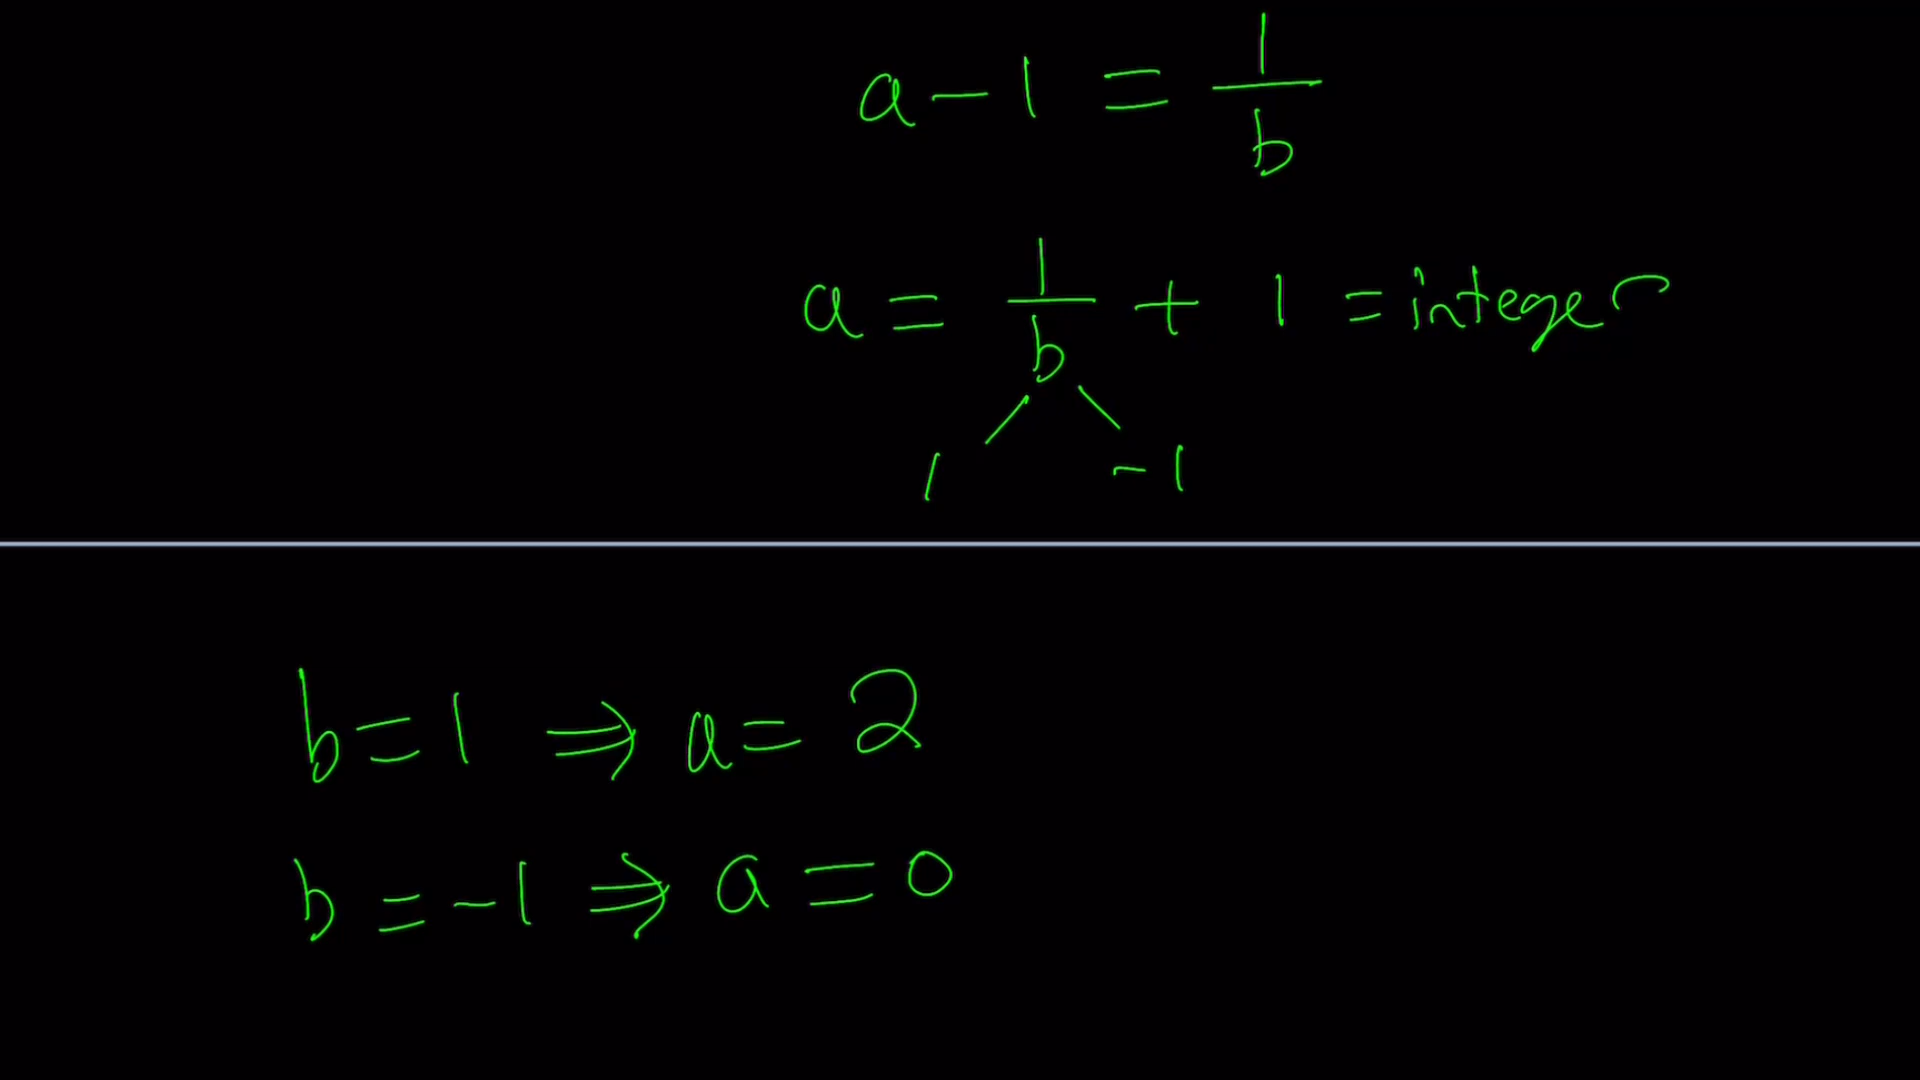 a - 1 = 1/b
a = 1/b + 1 = integer
1 -1
b = 1 ⇒ a = 2
b = -1 ⇒ a = 0